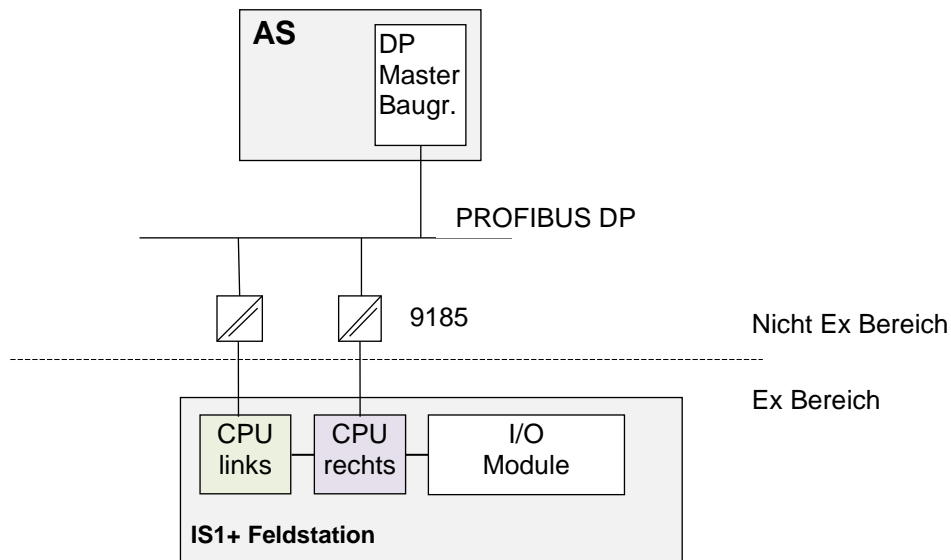 AS
DP
Master
Baugr.
PROFIBUS DP
9185
Nicht Ex Bereich
Ex Bereich
CPU
links
CPU
rechts
I/O
Module
IS1+ Feldstation